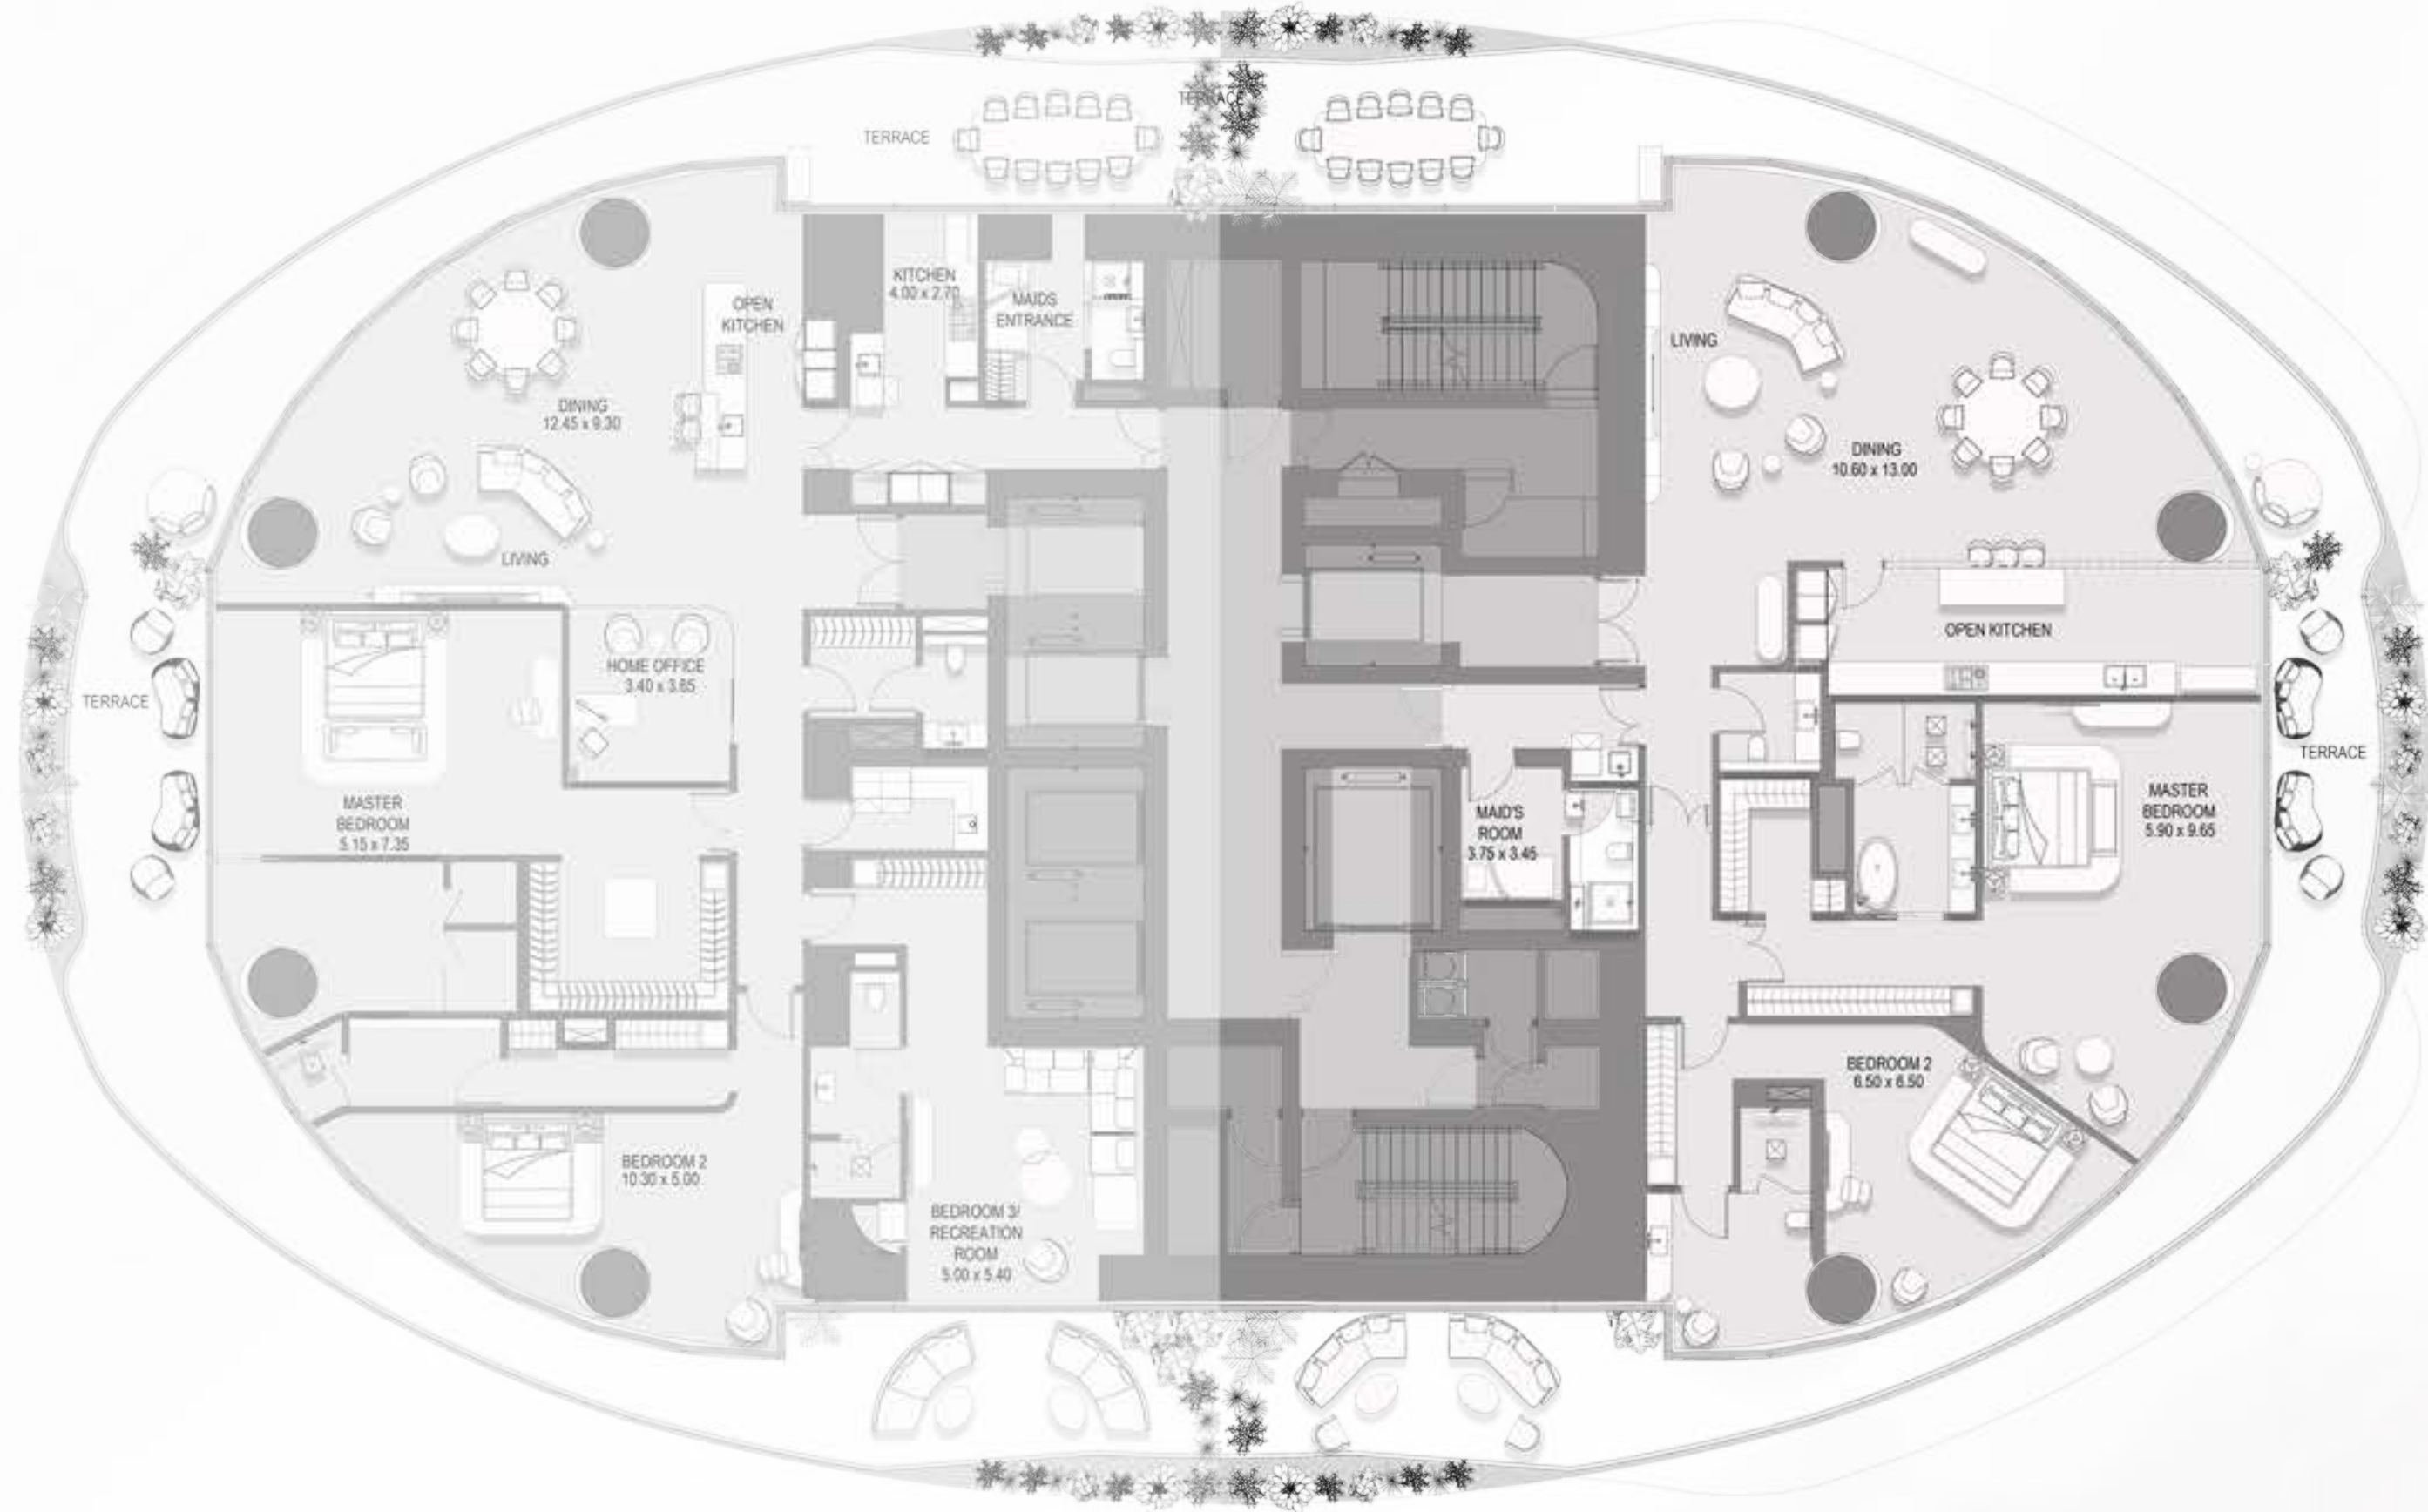 TERRACE
TERRACE
KITCHEN
4.00 x 2.70
MAIDS
ENTRANCE
OPEN
KITCHEN
DINING
12.45 x 9.30
LIVING
HOME OFFICE
3.40 x 3.65
TERRACE
MASTER
BEDROOM
5.15 x 7.35
BEDROOM 2
10.30 x 5.00
BEDROOM 3/
RECREATION
ROOM
5.00 x 5.40
LIVING
DINING
10.60 x 13.00
OPEN KITCHEN
TERRACE
MASTER
BEDROOM
5.90 x 9.65
MAID'S
ROOM
3.75 x 3.45
BEDROOM 2
6.50 x 6.50